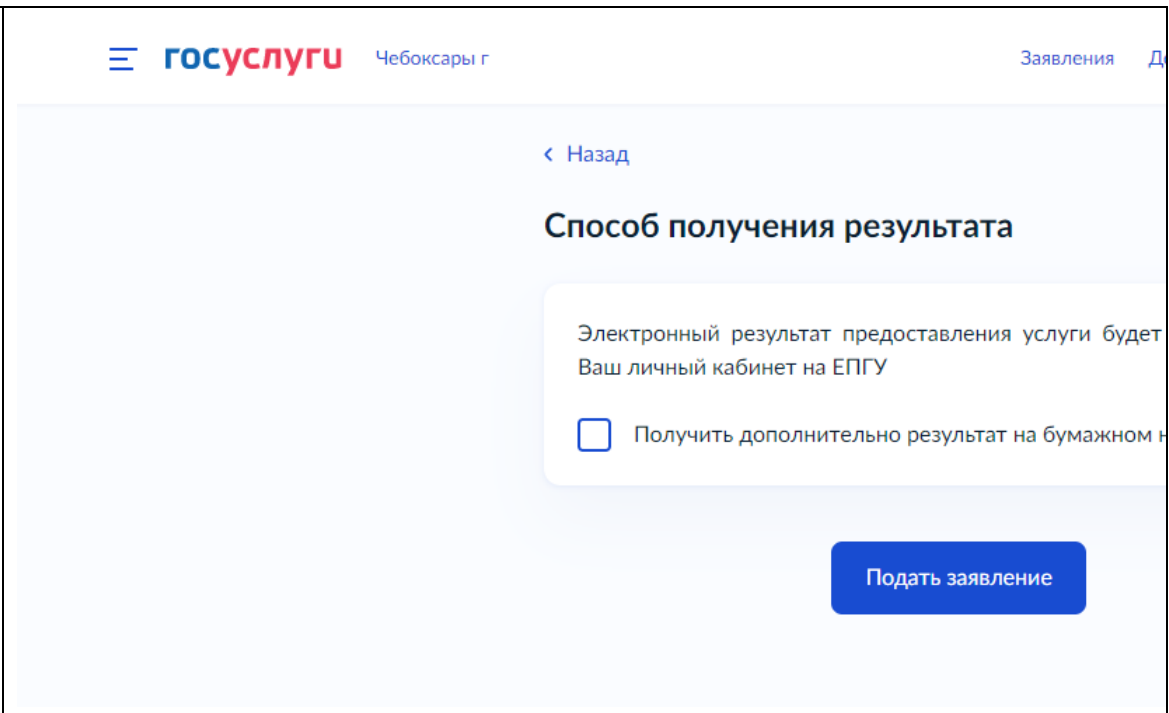 госуслуги Чебоксары г Заявления
Назад
Способ получения результата
Электронный результат предоставления услуги будет
Ваш личный кабинет на ЕПГУ
Получить дополнительно результат на бумажном
Подать заявление